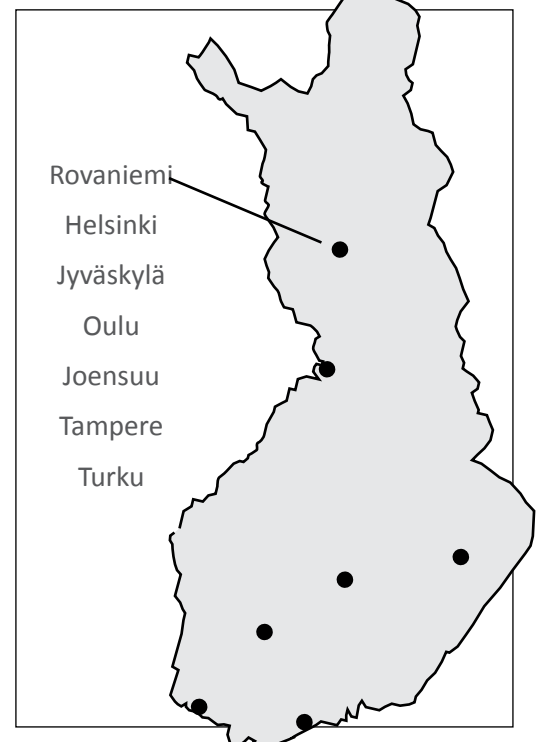 Rovaniemi
Helsinki
Jyväskylä
Oulu
Joensuu
Tampere
Turku